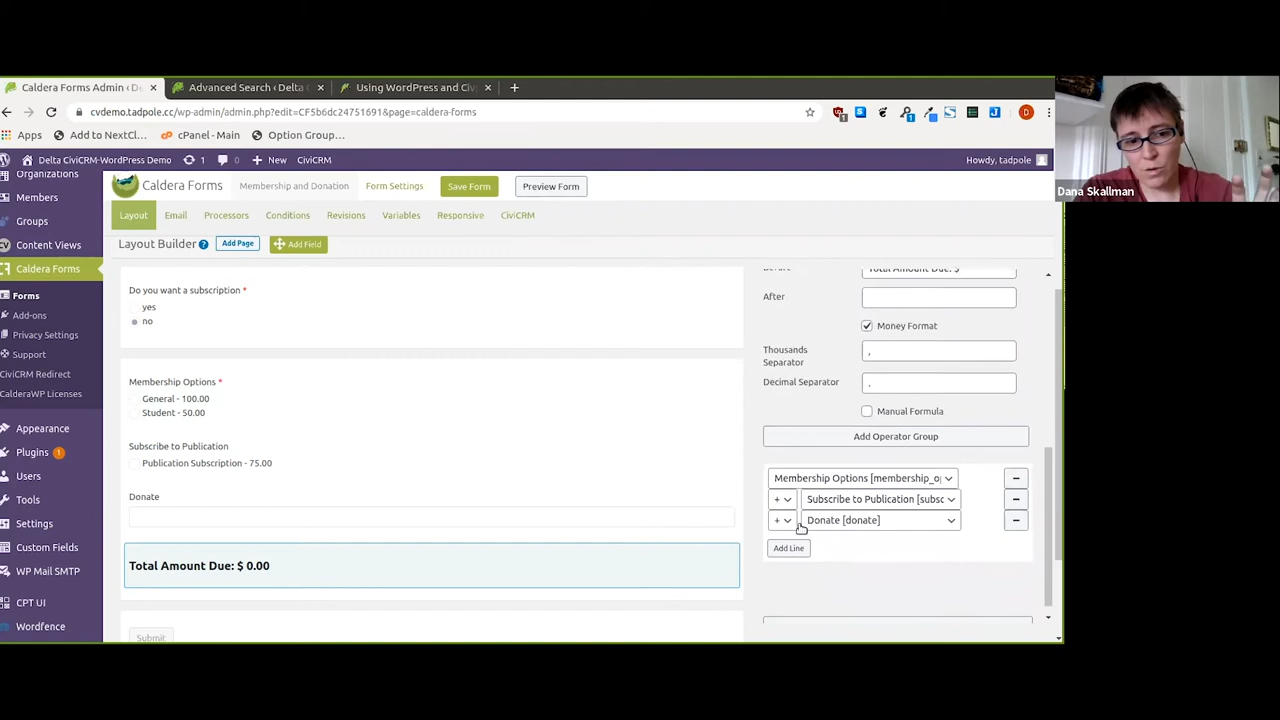 Caldera Forms Admin ‹ De
Advanced Search ‹ Delta C
Using WordPress and Civ
cvdemo.tadpole.cc/wp-admin/admin.php?edit=CF5b6dc24751691&page=caldera-forms
Apps
Add to NextCl...
cPanel - Main
Option Group...
Delta CiviCRM-WordPress Demo
1
0
New
CiviCRM
Howdy, tadpole
Dana Skallman
Organizations
Members
Groups
Content Views
Caldera Forms
Forms
Add-ons
Privacy Settings
Support
CiviCRM Redirect
CalderaWP Licenses
Appearance
Plugins 1
Users
Tools
Settings
Custom Fields
WP Mail SMTP
CPT UI
Wordfence
Caldera Forms
Membership and Donation
Form Settings
Save Form
Preview Form
Layout
Email
Processors
Conditions
Revisions
Variables
Responsive
CiviCRM
Layout Builder ?
Add Page
Add Field
Do you want a subscription *
yes
no
Membership Options *
General - 100.00
Student - 50.00
Subscribe to Publication
Publication Subscription - 75.00
Donate
Total Amount Due: $ 0.00
Submit
Total Amount Due: $
After
Money Format
Thousands
Separator
,
Decimal Separator
.
Manual Formula
Add Operator Group
Membership Options [membership_o
+ Subscribe to Publication [subsc
+ Donate [donate]
Add Line